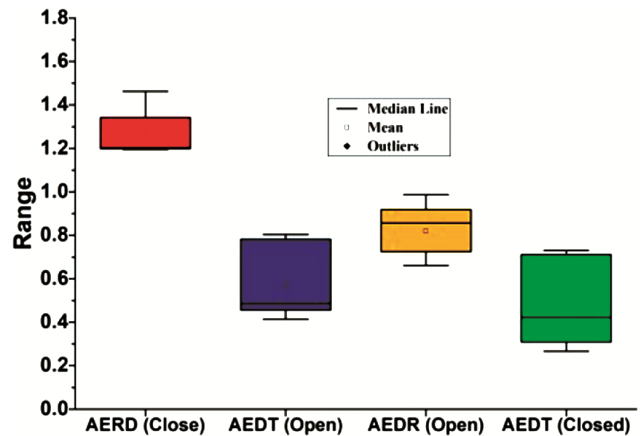 1.8
1.6
1.4
1.2
1.0
0.8
0.6
0.4
0.2
0.0
Range
Median Line
Mean
Outliers
AERD (Close) AEDT (Open) AEDR (Open) AEDT (Closed)